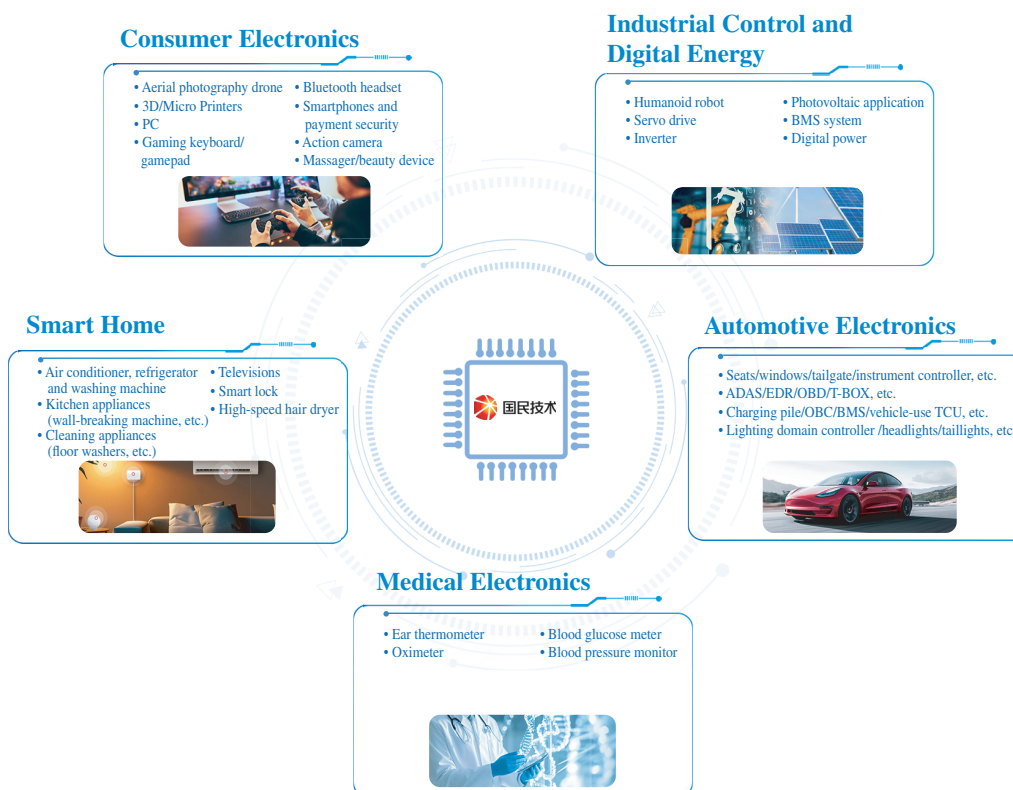 Consumer Electronics
• Aerial photography drone
• 3D/Micro Printers
• PC
• Gaming keyboard/
gamepad
• Bluetooth headset
• Smartphones and
payment security
• Action camera
• Massager/beauty device
Industrial Control and
Digital Energy
• Humanoid robot
• Servo drive
• Inverter
• Photovoltaic application
• BMS system
• Digital power
Smart Home
• Air conditioner, refrigerator
and washing machine
• Kitchen appliances
(wall-breaking machine, etc.)
• Cleaning appliances
(floor washers, etc.)
• Televisions
• Smart lock
• High-speed hair dryer
国民技术
Automotive Electronics
• Seats/windows/tailgate/instrument controller, etc.
• ADAS/EDR/OBD/T-BOX, etc.
• Charging pile/OBC/BMS/vehicle-use TCU, etc.
• Lighting domain controller /headlights/taillights, etc
Medical Electronics
• Ear thermometer
• Oximeter
• Blood glucose meter
• Blood pressure monitor